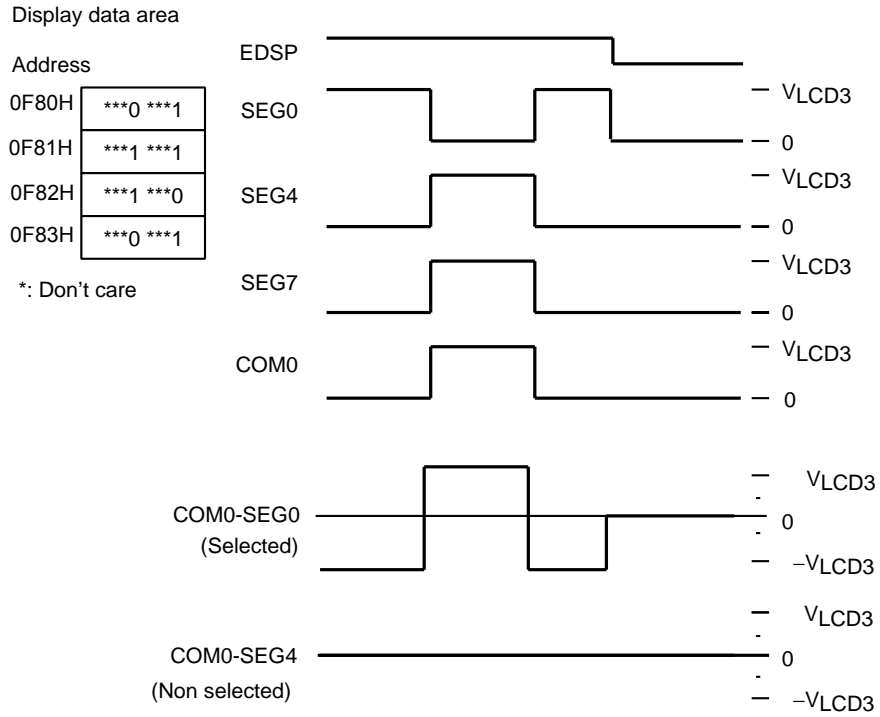 Display data area
Address
0F80H ***0 ***1
0F81H ***1 ***1
0F82H ***1 ***0
0F83H ***0 ***1
*: Don't care
EDSP
SEG0 VLCD3
0
SEG4 VLCD3
0
SEG7 VLCD3
0
COM0 VLCD3
0
COM0-SEG0
(Selected)
VLCD3
0
−VLCD3
COM0-SEG4
(Non selected)
VLCD3
0
−VLCD3